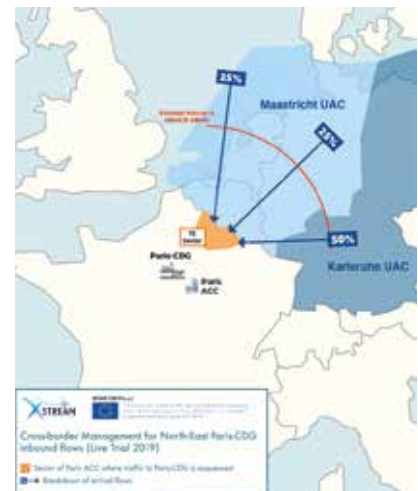 25%
Maastricht UAC
25%
50%
TE
Sector
Paris-CDG
Paris
ACC
Karlsruhe UAC
XSTREAM
Cross-border Management for North-East Paris-CDG
inbound flows (Live Trial 2019)
Sector of Paris ACC where traffic to Paris-CDG is sequenced
Breakdown of arrival flows